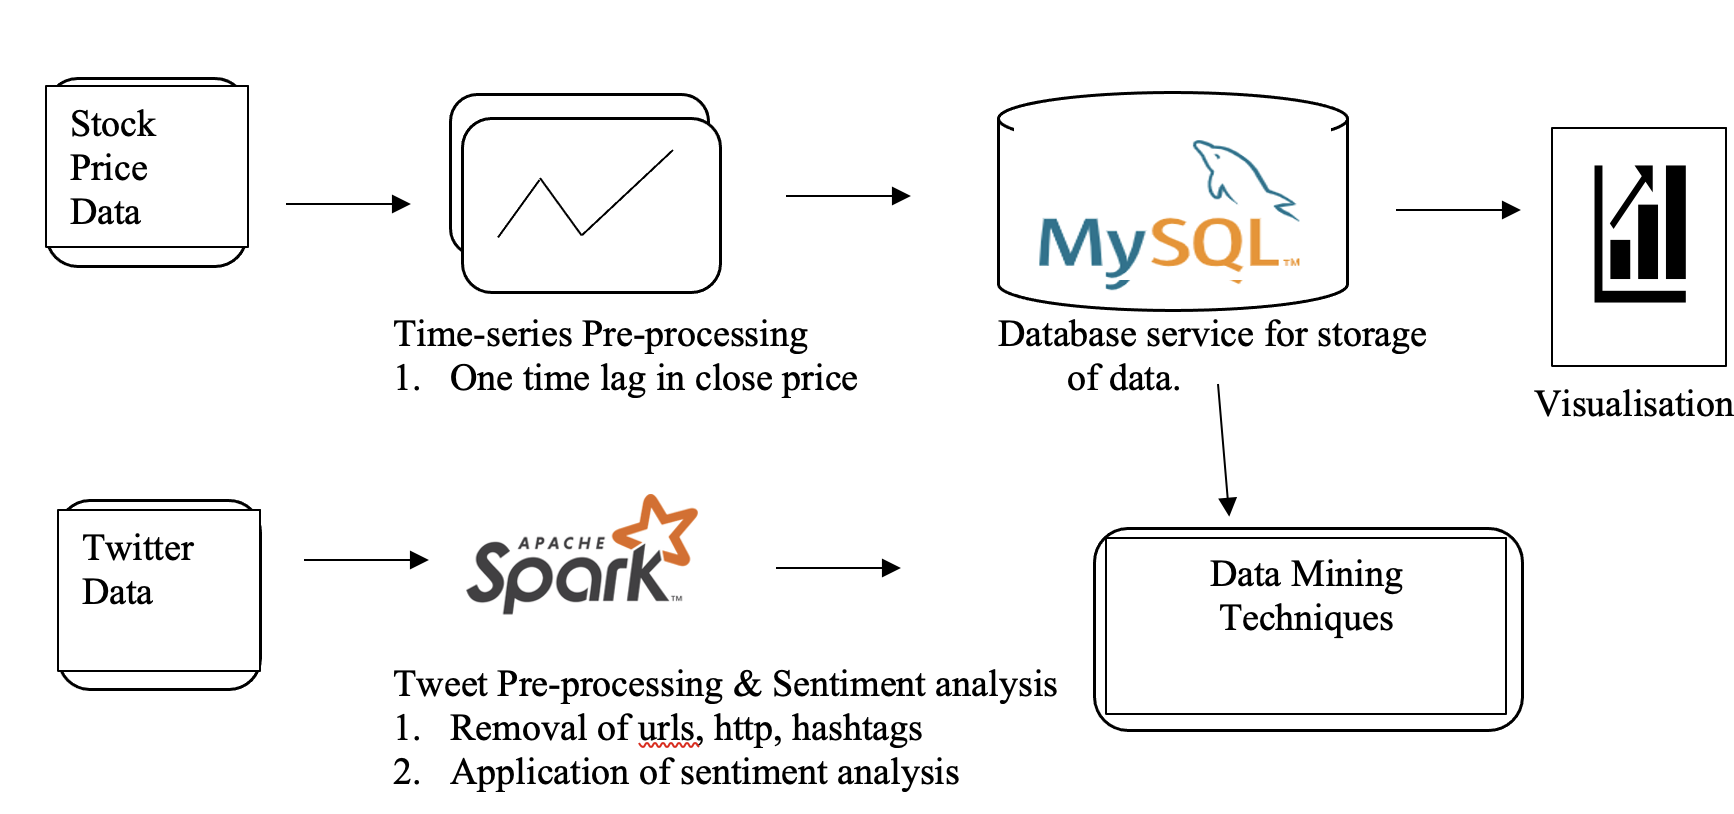 Stock
Price
Data
MySQL™
Time-series Pre-processing
1. One time lag in close price
Database service for storage
of data.
Visualisation
Twitter
Data
APACHE
Spark™
Data Mining
Techniques
Tweet Pre-processing & Sentiment analysis
1. Removal of urls, http, hashtags
2. Application of sentiment analysis